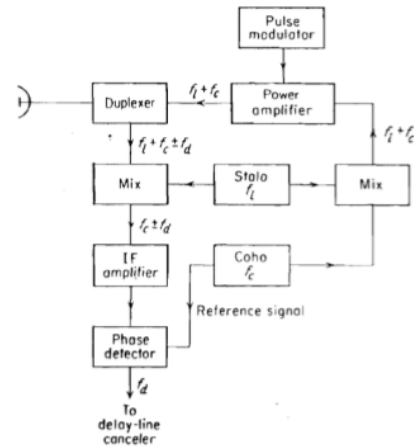 Pulse
modulator
f_l + f_c
Duplexer
Power
amplifier
f_l + f_c
f_l + f_c ± f_d
Mix
Stalo
f_l
Mix
f_c ± f_d
IF
amplifier
Coho
f_c
Reference signal
Phase
detector
f_d
To
delay-line
canceler